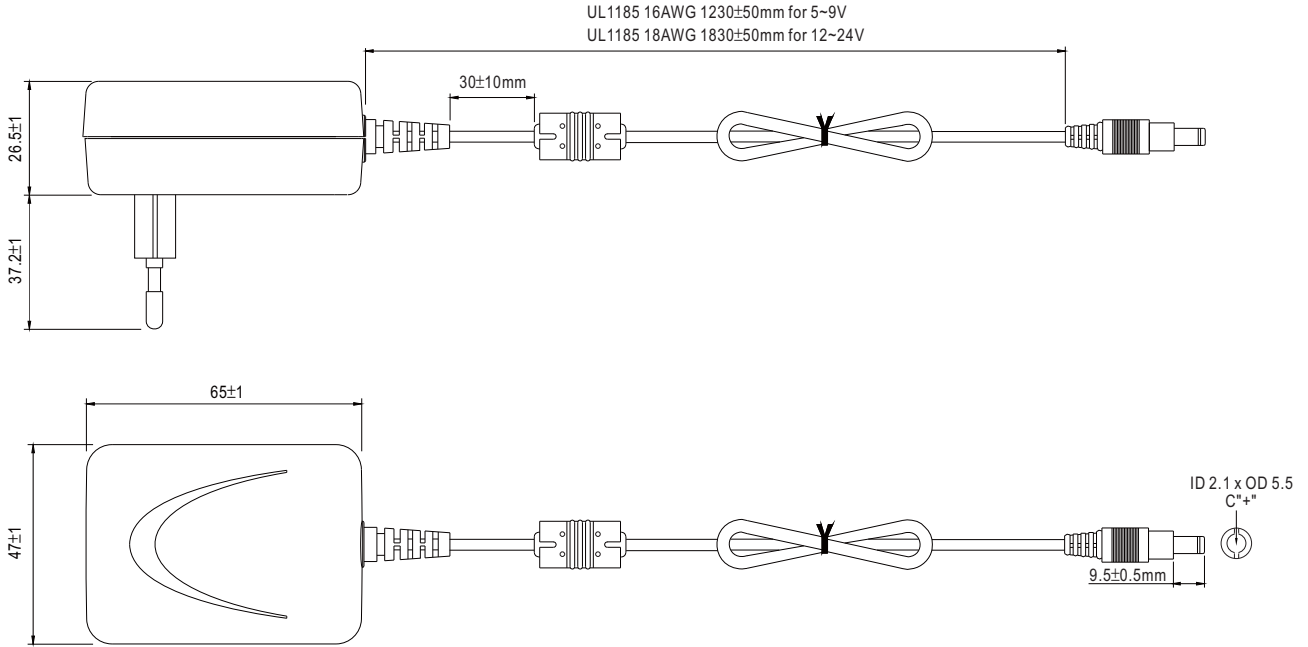 UL1185 16AWG 1230±50mm for 5~9V
UL1185 18AWG 1830±50mm for 12~24V
30±10mm
26.5±1
37.2±1
65±1
47±1
ID 2.1 x OD 5.5
C"+"
9.5±0.5mm